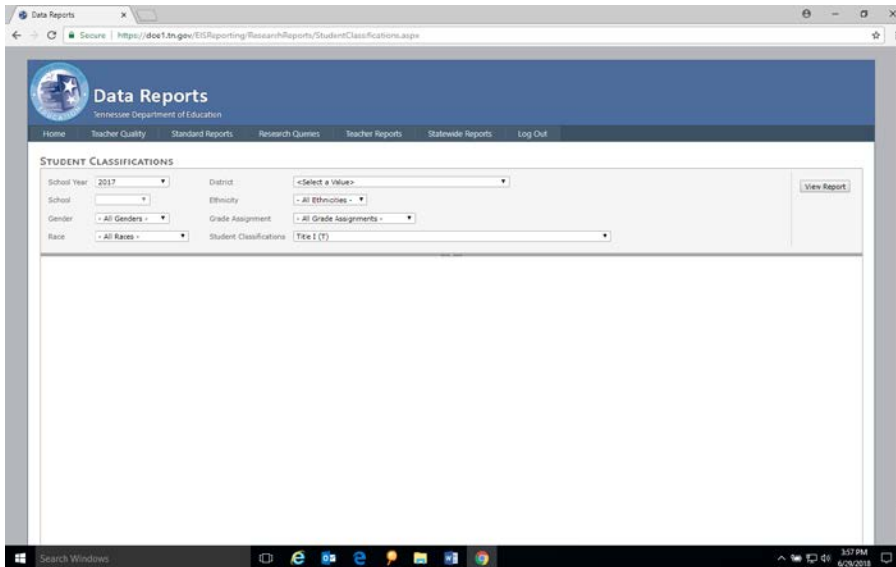 Data Reports
Secure | https://doe1.tn.gov/EISReporting/ResearchReports/StudentClassifications.aspx
Data Reports
Tennessee Department of Education
Home Teacher Quality Standard Reports Research Queries Teacher Reports Statewide Reports Log Out
STUDENT CLASSIFICATIONS
School Year 2017 District <Select a Value> View Report
School Ethnicity - All Ethnicities -
Gender - All Genders - Grade Assignment - All Grade Assignments -
Race - All Races - Student Classifications Title I (T)
Search Windows 3:57 PM
6/29/2018